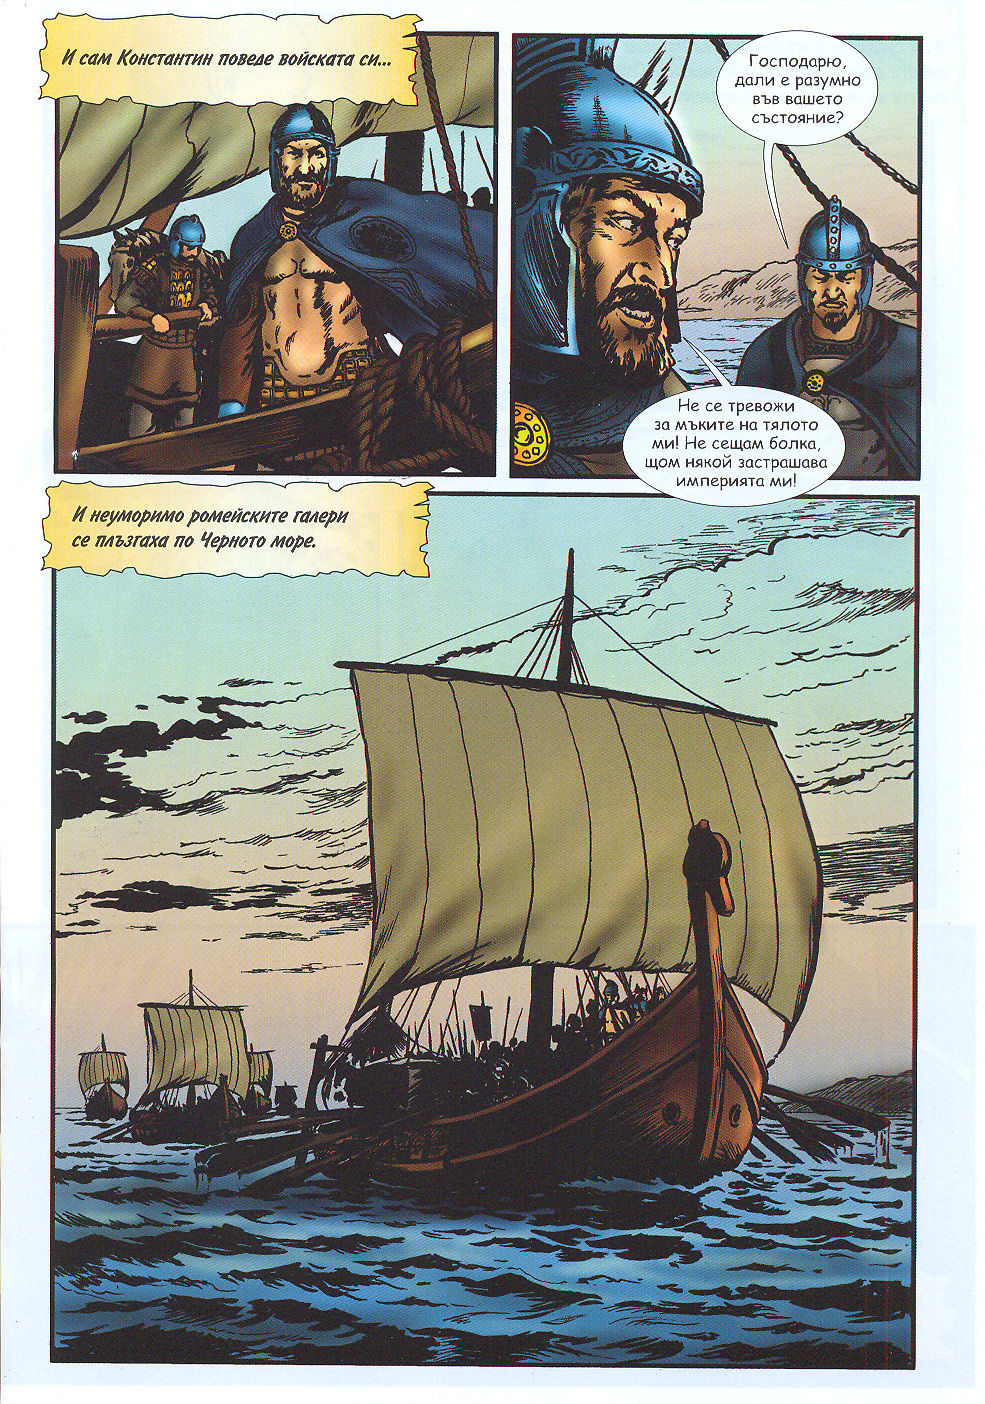 И сам Константин поведе войската си...
Господарю,
дали е разумно
във вашето
състояние?
Не се тревожи
за мъките на тялото
ми! Не сещам болка,
щом някой застрашава
империята ми!
И неуморимо ромейските галери
се плъзгаха по Черното море.